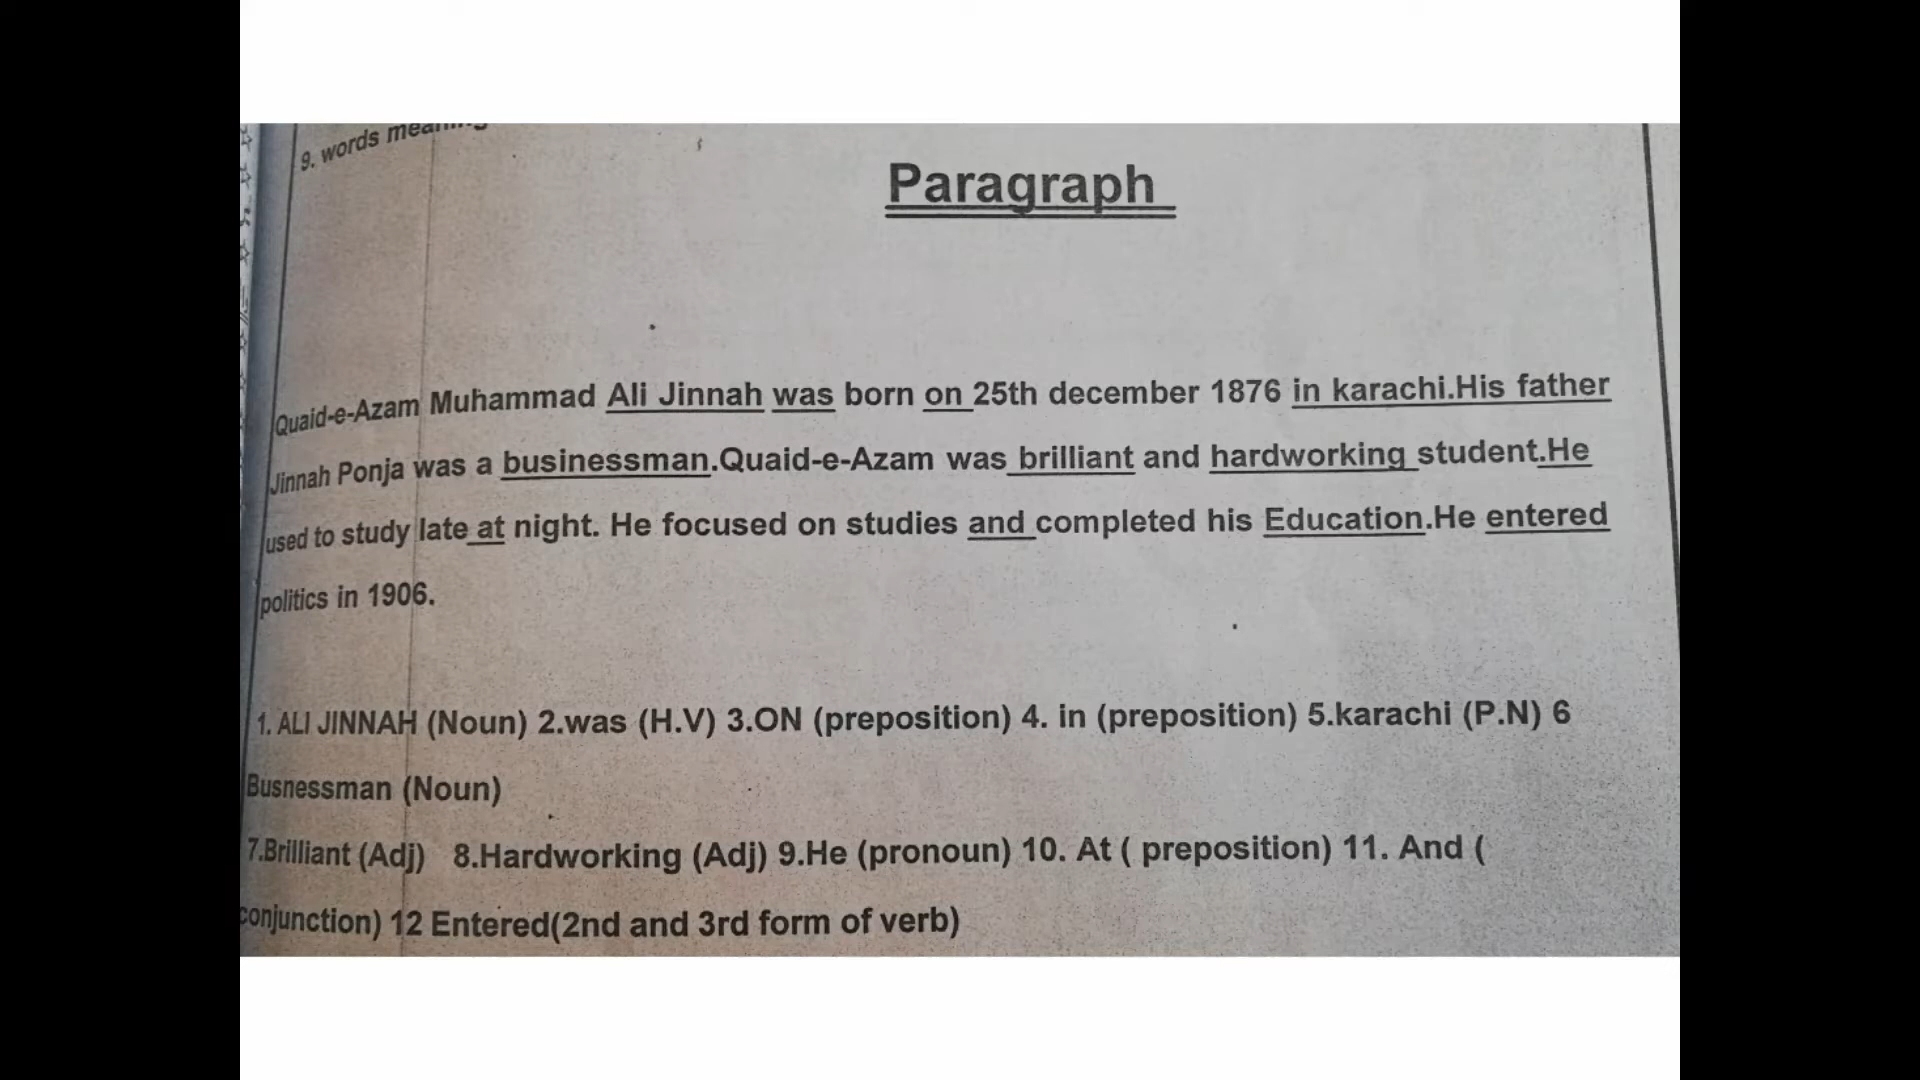 9. words meaning
Paragraph
Quaid-e-Azam Muhammad Ali Jinnah was born on 25th december 1876 in karachi.His father
Jinnah Ponja was a businessman.Quaid-e-Azam was brilliant and hardworking student.He
used to study late at night. He focused on studies and completed his Education.He entered
politics in 1906.
1. ALI JINNAH (Noun) 2.was (H.V) 3.ON (preposition) 4. in (preposition) 5.karachi (P.N) 6
Busnessman (Noun)
7.Brilliant (Adj) 8.Hardworking (Adj) 9.He (pronoun) 10. At ( preposition) 11. And (
conjunction) 12 Entered(2nd and 3rd form of verb)